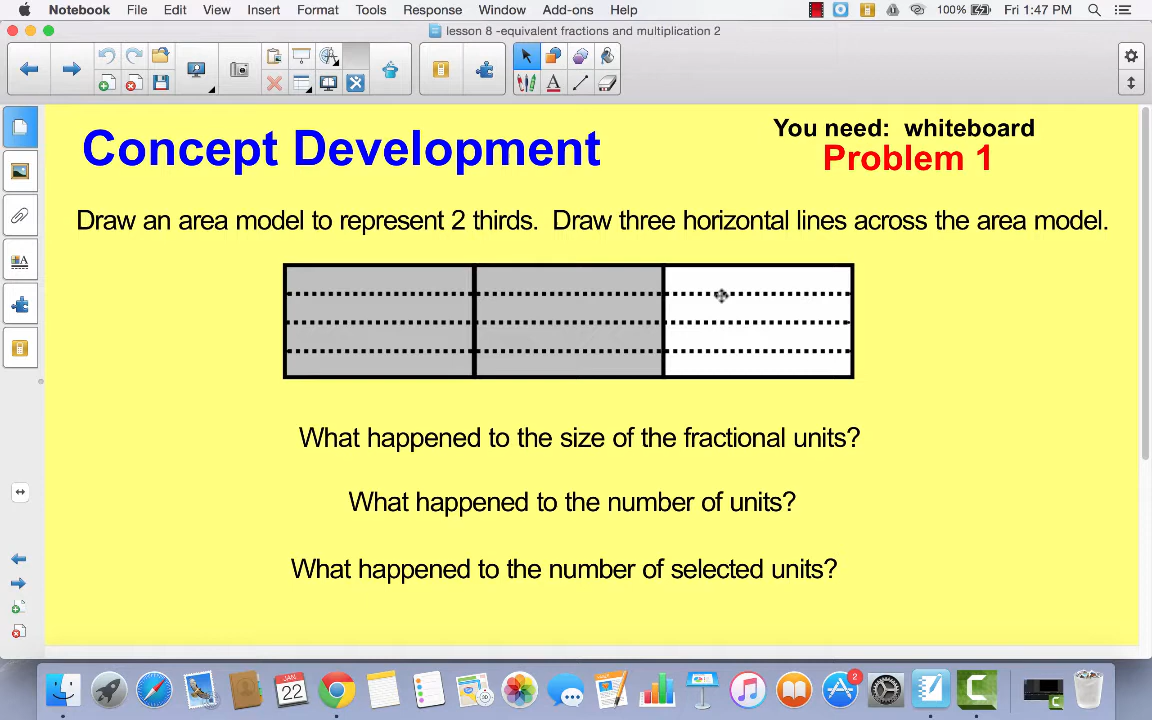 Notebook File Edit View Insert Format Tools Response Window Add-ons Help 100% Fri 1:47 PM
lesson 8 -equivalent fractions and multiplication 2
You need: whiteboard
Concept Development
Problem 1
Draw an area model to represent 2 thirds. Draw three horizontal lines across the area model.
What happened to the size of the fractional units?
What happened to the number of units?
What happened to the number of selected units?
JAN
22
2